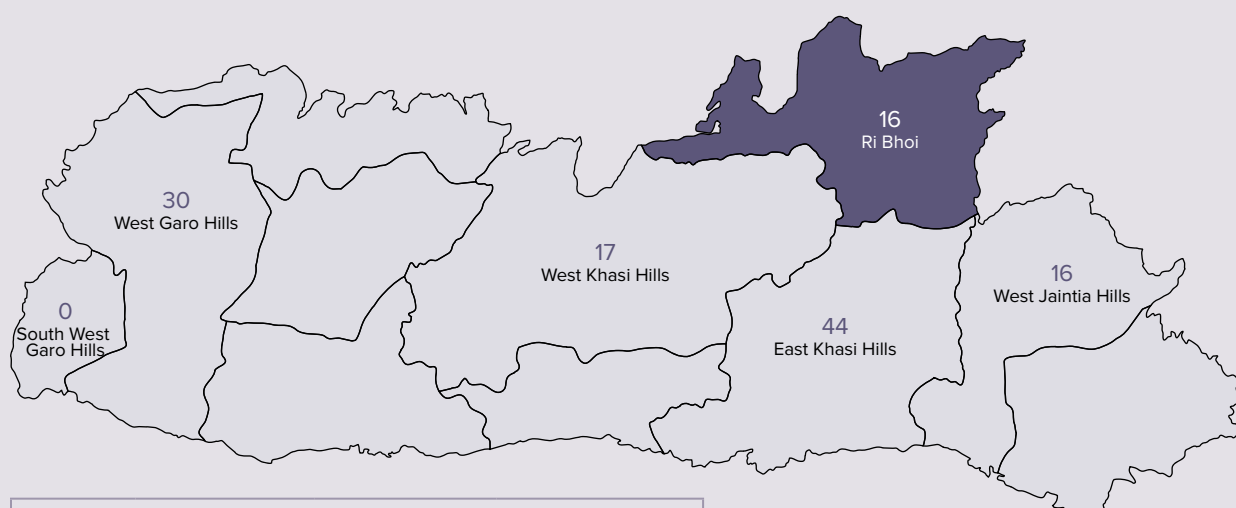 16
Ri Bhoi
30
West Garo Hills
17
West Khasi Hills
16
West Jaintia Hills
0
South West
Garo Hills
44
East Khasi Hills